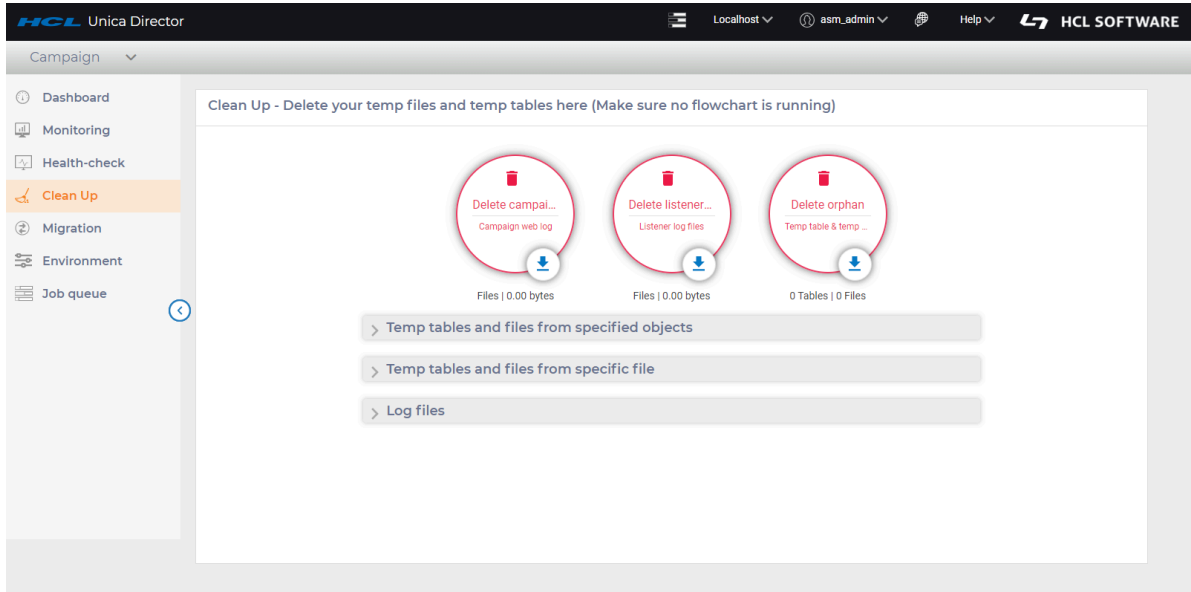 HCL Unica Director
Localhost
asm_admin
Help
HCL SOFTWARE
Campaign
Dashboard
Monitoring
Health-check
Clean Up
Migration
Environment
Job queue
Clean Up - Delete your temp files and temp tables here (Make sure no flowchart is running)
Delete campai...
Campaign web log
Files | 0.00 bytes
Delete listener...
Listener log files
Files | 0.00 bytes
Delete orphan
Temp table & temp ...
0 Tables | 0 Files
Temp tables and files from specified objects
Temp tables and files from specific file
Log files